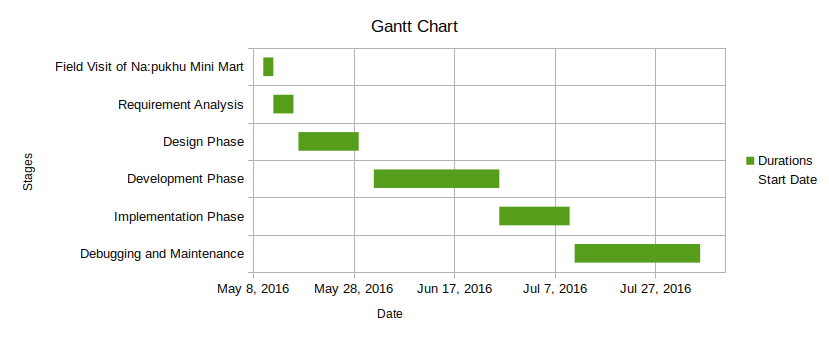 Gantt Chart
Field Visit of Na:pukhu Mini Mart
Requirement Analysis
Design Phase
Development Phase
Implementation Phase
Debugging and Maintenance
Stages
May 8, 2016
May 28, 2016
Jun 17, 2016
Jul 7, 2016
Jul 27, 2016
Date
Durations
Start Date